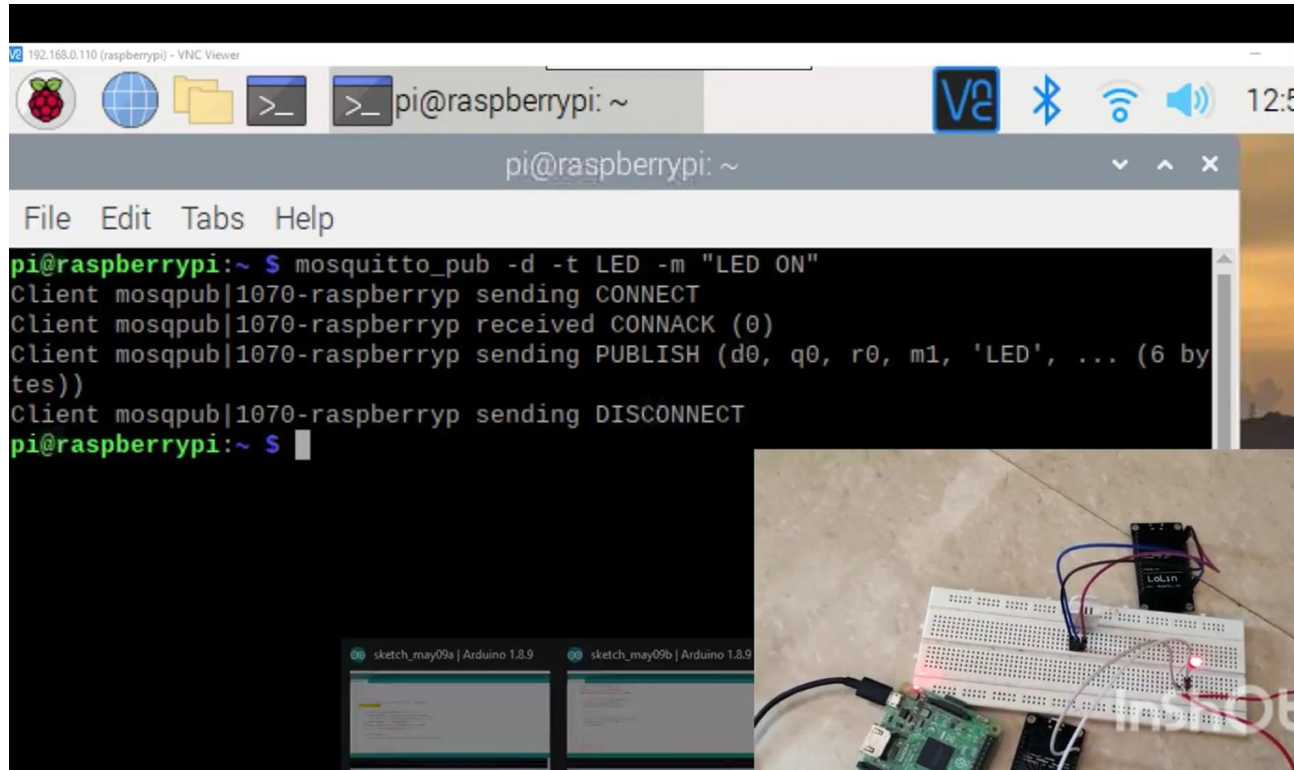 192.168.0.110 (raspberrypi) - VNC Viewer
pi@raspberrypi: ~
12:5
pi@raspberrypi: ~
File Edit Tabs Help
pi@raspberrypi:~ $ mosquitto_pub -d -t LED -m "LED ON"
Client mosqpub|1070-raspberryp sending CONNECT
Client mosqpub|1070-raspberryp received CONNACK (0)
Client mosqpub|1070-raspberryp sending PUBLISH (d0, q0, r0, m1, 'LED', ... (6 by
tes))
Client mosqpub|1070-raspberryp sending DISCONNECT
pi@raspberrypi:~ $
LoLin
sketch_may09a | Arduino 1.8.9
sketch_may09b | Arduino 1.8.9
InShOt